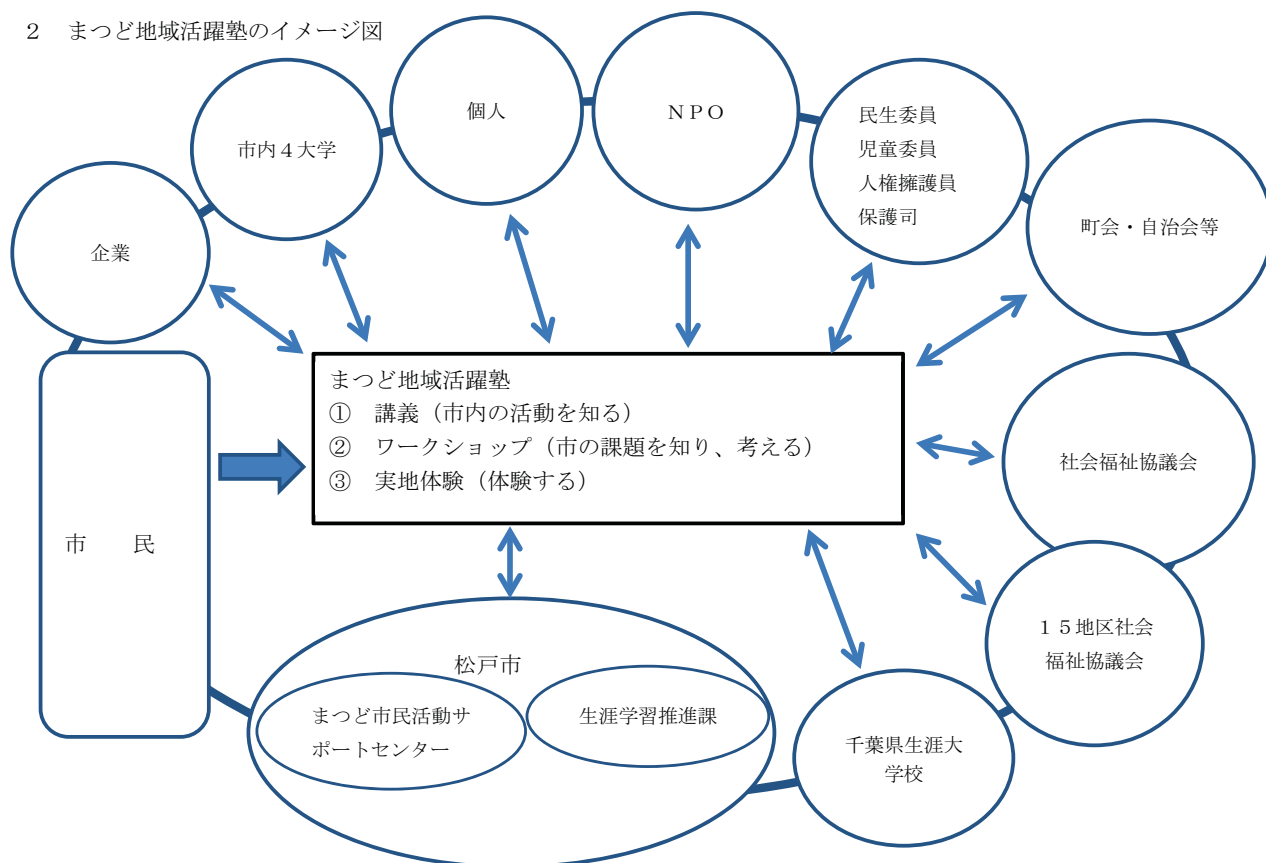 2　まつど地域活躍塾のイメージ図
個人
ＮＰＯ
民生委員
児童委員
人権擁護員
保護司
市内４大学
町会・自治会等
企業
まつど地域活躍塾
①　講義（市内の活動を知る）
②　ワークショップ（市の課題を知り、考える）
③　実地体験（体験する）
社会福祉協議会
市　　民
１５地区社会
福祉協議会
松戸市
まつど市民活動サ
ポートセンター
生涯学習推進課
千葉県生涯大
学校